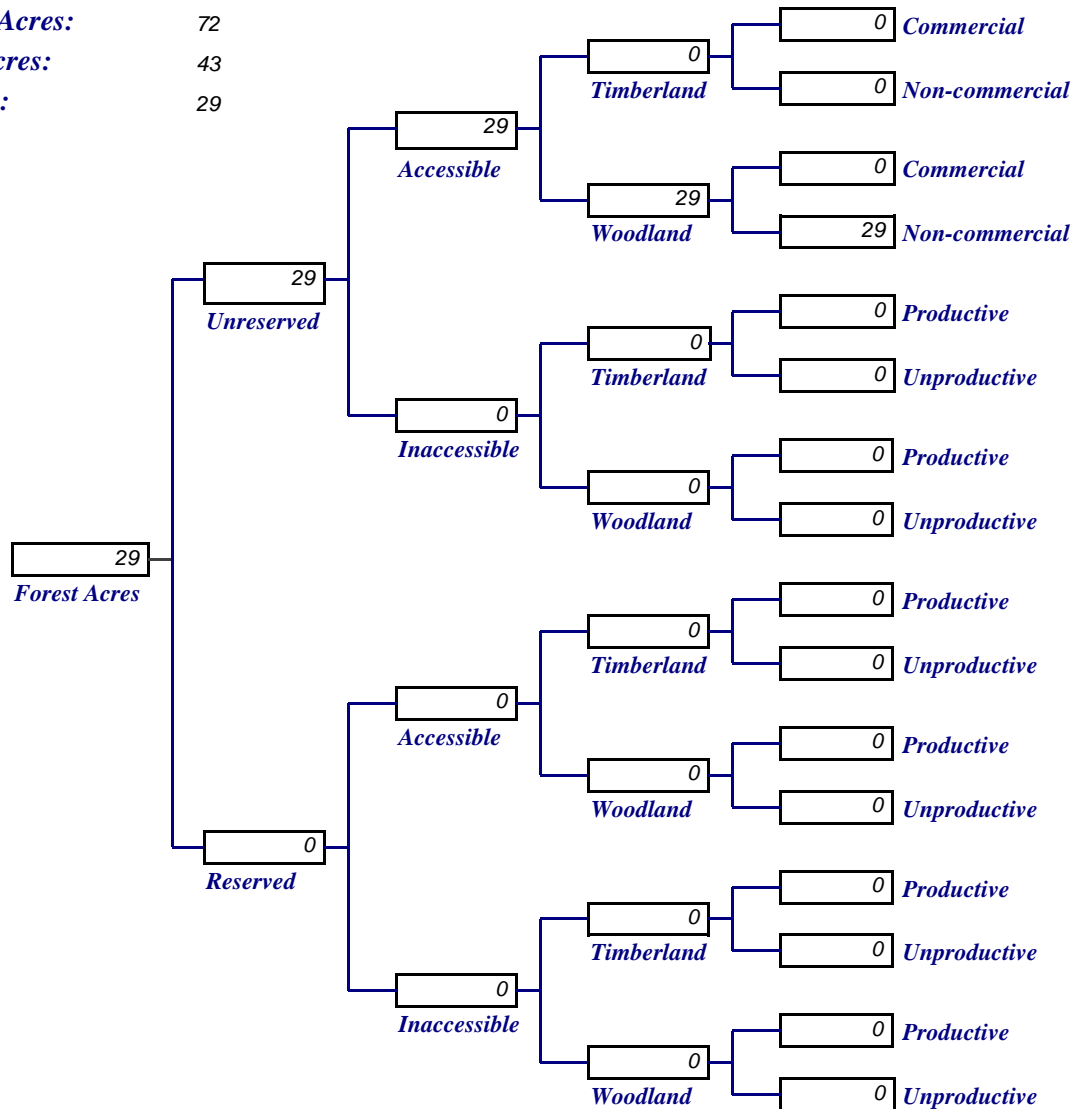 Acres: 72
cres: 43
: 29
0 Commercial
0
Timberland
0 Non-commercial
29
Accessible
0 Commercial
29
Woodland
29 Non-commercial
29
Unreserved
0 Productive
0
Timberland
0 Unproductive
0
Inaccessible
0 Productive
0
Woodland
0 Unproductive
29
Forest Acres
0 Productive
0
Timberland
0 Unproductive
0
Accessible
0 Productive
0
Woodland
0 Unproductive
0
Reserved
0 Productive
0
Timberland
0 Unproductive
0
Inaccessible
0 Productive
0
Woodland
0 Unproductive